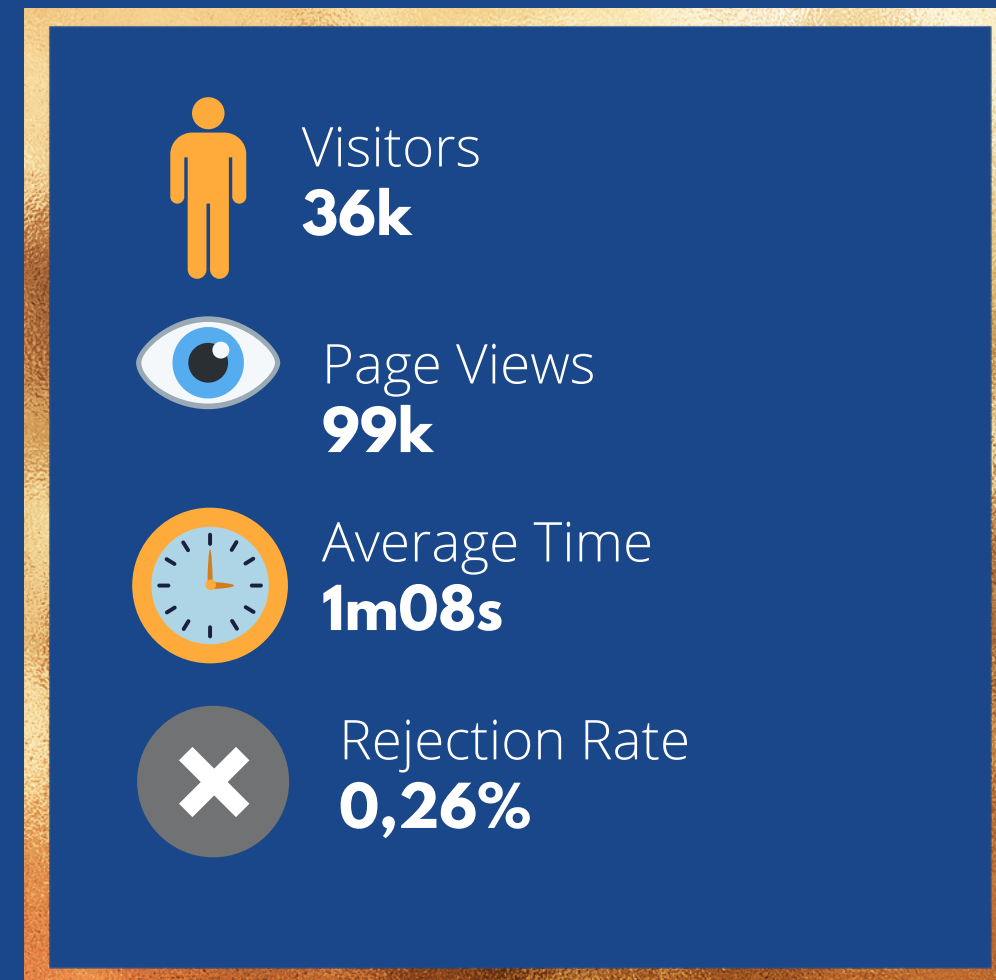 Visitors
36k
Page Views
99k
Average Time
1m08s
Rejection Rate
0,26%